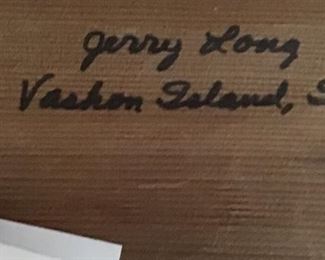 Jerry Long
Vashon Island,